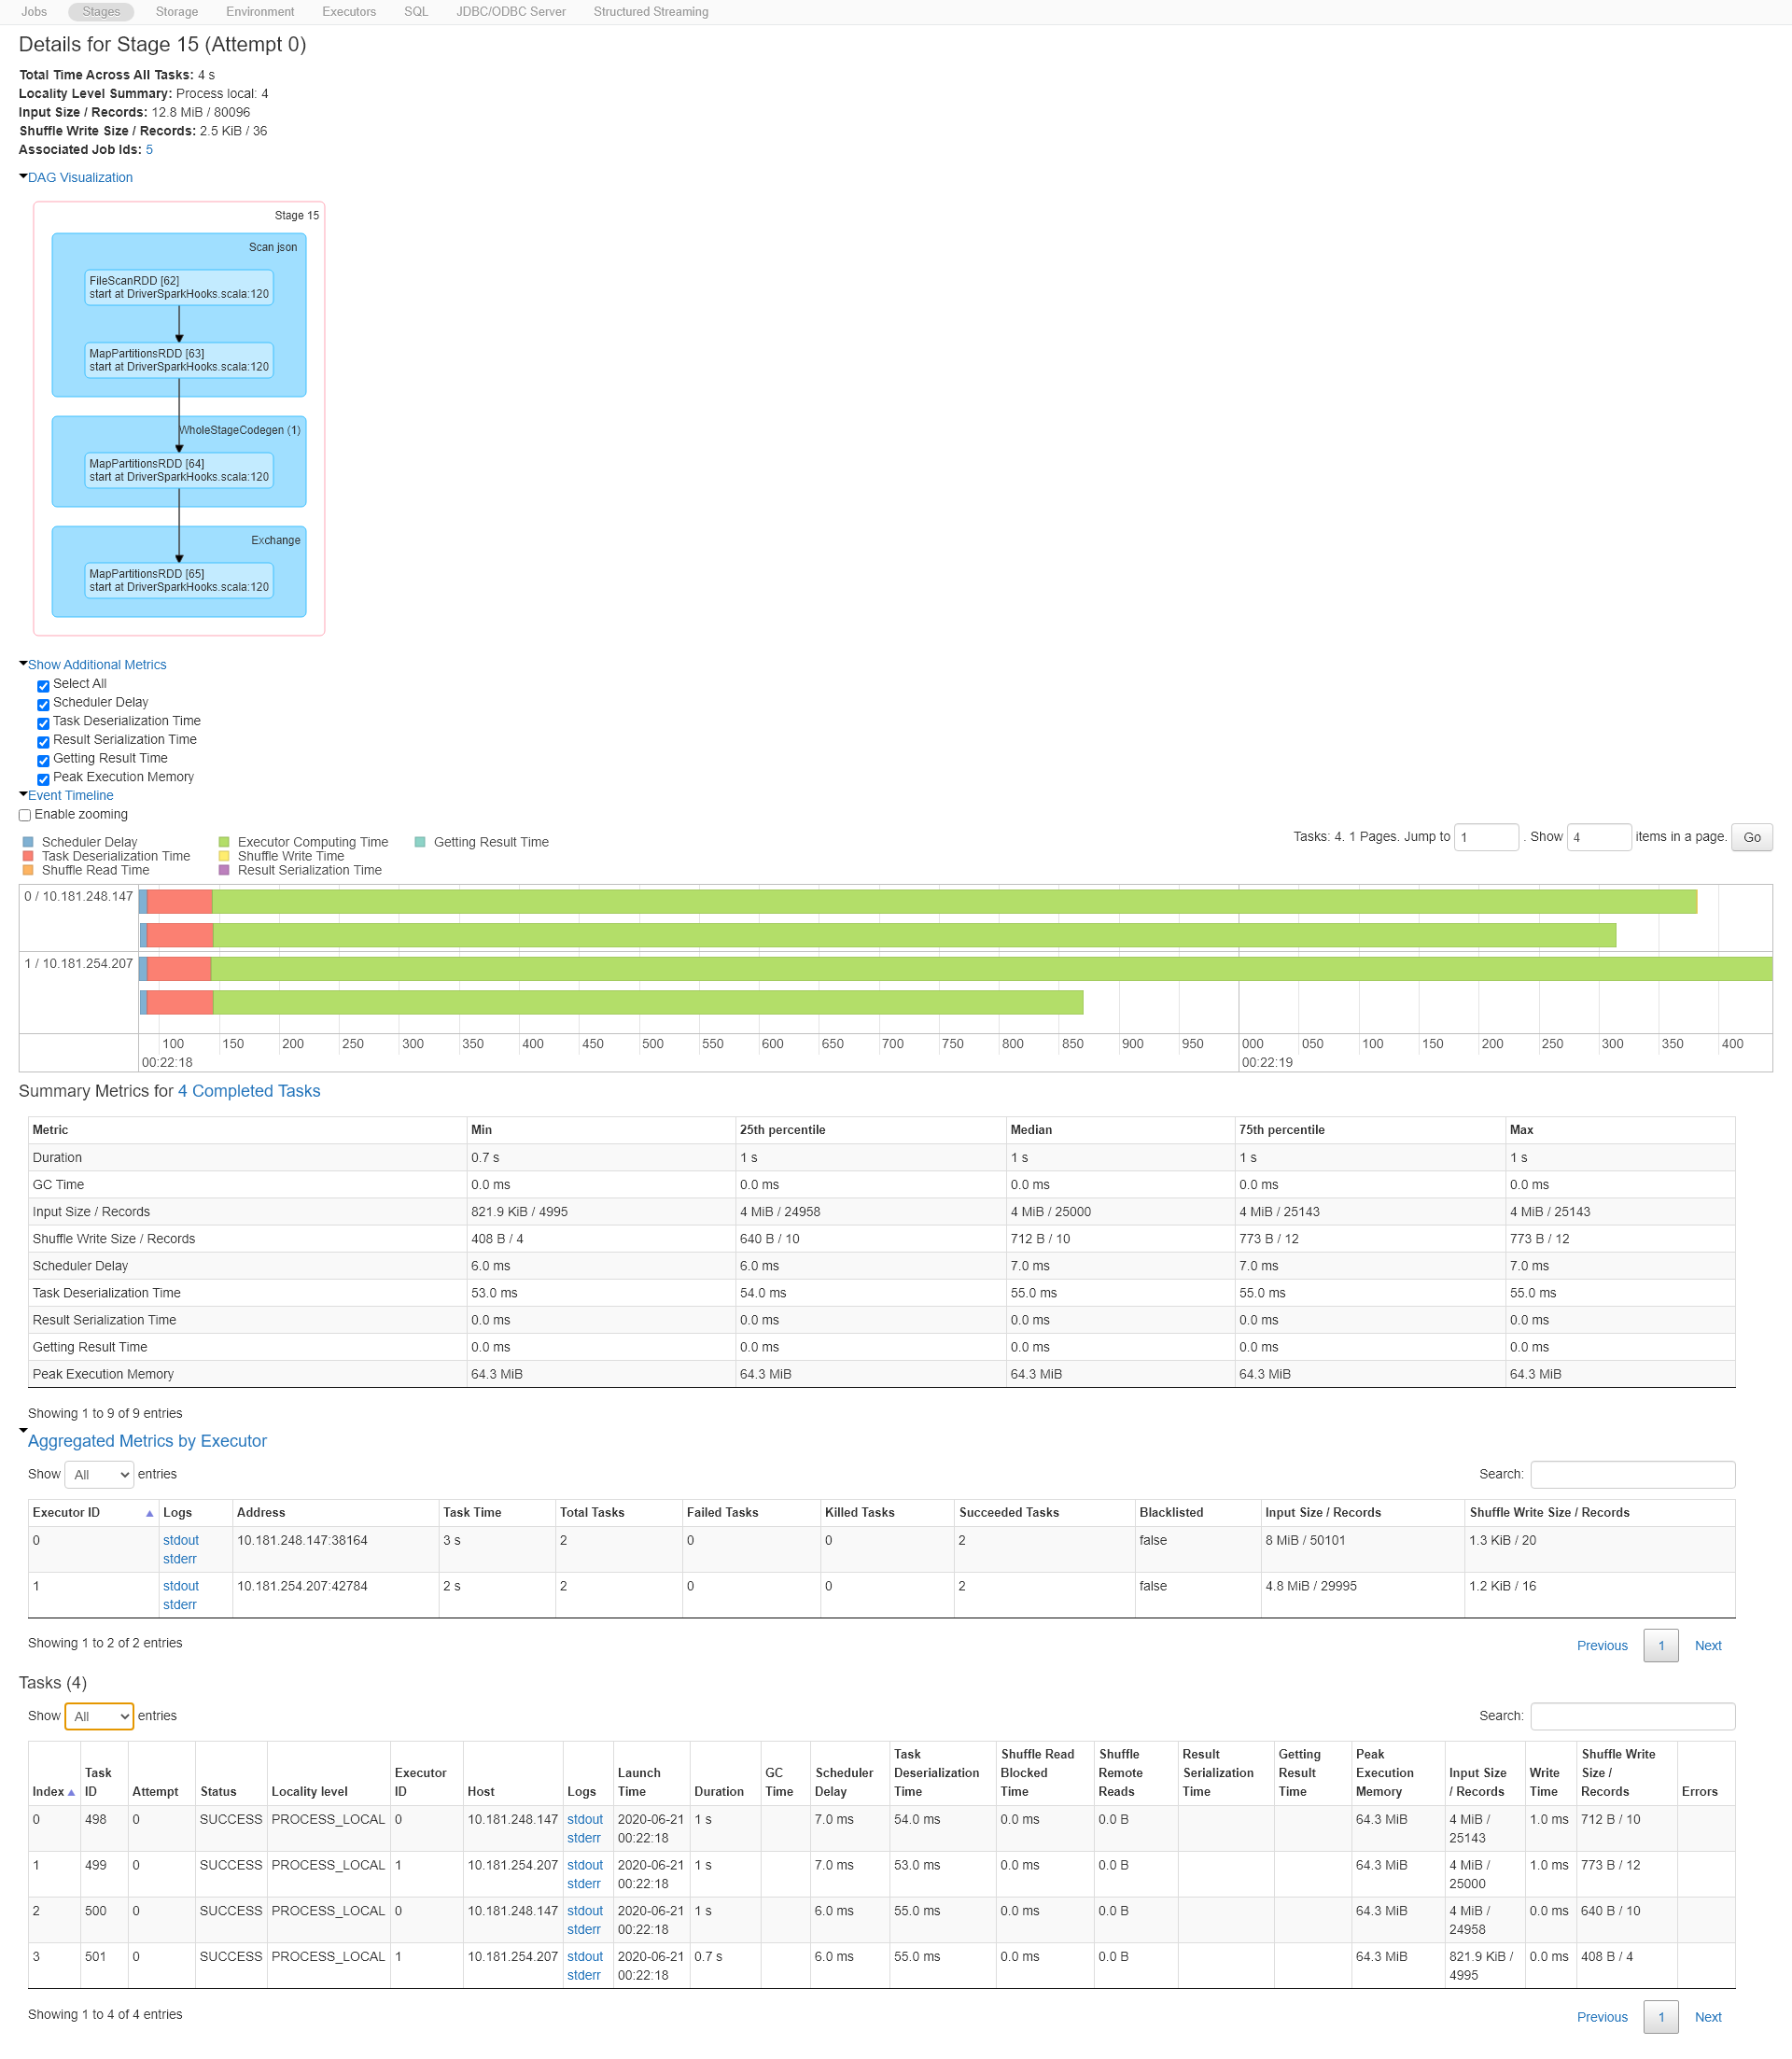 Jobs Stages Storage Environment Executors SQL JDBC/ODBC Server Structured Streaming
Details for Stage 15 (Attempt 0)
Total Time Across All Tasks: 4 s
Locality Level Summary: Process local: 4
Input Size / Records: 12.8 MiB / 80096
Shuffle Write Size / Records: 2.5 KiB / 36
Associated Job Ids: 5
DAG Visualization
Stage 15
Scan json
FileScanRDD [62]
start at DriverSparkHooks.scala:120
MapPartitionsRDD [63]
start at DriverSparkHooks.scala:120
WholeStageCodegen (1)
MapPartitionsRDD [64]
start at DriverSparkHooks.scala:120
Exchange
MapPartitionsRDD [65]
start at DriverSparkHooks.scala:120
Show Additional Metrics
Select All
Scheduler Delay
Task Deserialization Time
Result Serialization Time
Getting Result Time
Peak Execution Memory
Event Timeline
Enable zooming
Tasks: 4. 1 Pages. Jump to 1 . Show 4 items in a page. Go
Scheduler Delay Executor Computing Time Getting Result Time
Task Deserialization Time Shuffle Write Time
Shuffle Read Time Result Serialization Time
0 / 10.181.248.147
1 / 10.181.254.207
100 150 200 250 300 350 400 450 500 550 600 650 700 750 800 850 900 950 000 050 100 150 200 250 300 350 400
00:22:18 00:22:19
Summary Metrics for 4 Completed Tasks
Metric Min 25th percentile Median 75th percentile Max
Duration 0.7 s 1 s 1 s 1 s 1 s
GC Time 0.0 ms 0.0 ms 0.0 ms 0.0 ms 0.0 ms
Input Size / Records 821.9 KiB / 4995 4 MiB / 24958 4 MiB / 25000 4 MiB / 25143 4 MiB / 25143
Shuffle Write Size / Records 408 B / 4 640 B / 10 712 B / 10 773 B / 12 773 B / 12
Scheduler Delay 6.0 ms 6.0 ms 7.0 ms 7.0 ms 7.0 ms
Task Deserialization Time 53.0 ms 54.0 ms 55.0 ms 55.0 ms 55.0 ms
Result Serialization Time 0.0 ms 0.0 ms 0.0 ms 0.0 ms 0.0 ms
Getting Result Time 0.0 ms 0.0 ms 0.0 ms 0.0 ms 0.0 ms
Peak Execution Memory 64.3 MiB 64.3 MiB 64.3 MiB 64.3 MiB 64.3 MiB
Showing 1 to 9 of 9 entries
Aggregated Metrics by Executor
Show All entries Search:
Executor ID Logs Address Task Time Total Tasks Failed Tasks Killed Tasks Succeeded Tasks Blacklisted Input Size / Records Shuffle Write Size / Records
0 stdout 10.181.248.147:38164 3 s 2 0 0 2 false 8 MiB / 50101 1.3 KiB / 20
stderr
1 stdout 10.181.254.207:42784 2 s 2 0 0 2 false 4.8 MiB / 29995 1.2 KiB / 16
stderr
Showing 1 to 2 of 2 entries Previous 1 Next
Tasks (4)
Show All entries Search:
Task Shuffle Read Shuffle Result Getting Peak Shuffle Write
Task Executor Launch GC Scheduler Deserialization Blocked Remote Serialization Result Execution Input Size Write Size /
Index ID Attempt Status Locality level ID Host Logs Time Duration Time Delay Time Time Reads Time Time Memory / Records Time Records Errors
0 498 0 SUCCESS PROCESS_LOCAL 0 10.181.248.147 stdout 2020-06-21 1 s 7.0 ms 54.0 ms 0.0 ms 0.0 B 64.3 MiB 4 MiB / 1.0 ms 712 B / 10
stderr 00:22:18 25143
1 499 0 SUCCESS PROCESS_LOCAL 1 10.181.254.207 stdout 2020-06-21 1 s 7.0 ms 53.0 ms 0.0 ms 0.0 B 64.3 MiB 4 MiB / 1.0 ms 773 B / 12
stderr 00:22:18 25000
2 500 0 SUCCESS PROCESS_LOCAL 0 10.181.248.147 stdout 2020-06-21 1 s 6.0 ms 55.0 ms 0.0 ms 0.0 B 64.3 MiB 4 MiB / 0.0 ms 640 B / 10
stderr 00:22:18 24958
3 501 0 SUCCESS PROCESS_LOCAL 1 10.181.254.207 stdout 2020-06-21 0.7 s 6.0 ms 55.0 ms 0.0 ms 0.0 B 64.3 MiB 821.9 KiB / 0.0 ms 408 B / 4
stderr 00:22:18 4995
Showing 1 to 4 of 4 entries Previous 1 Next